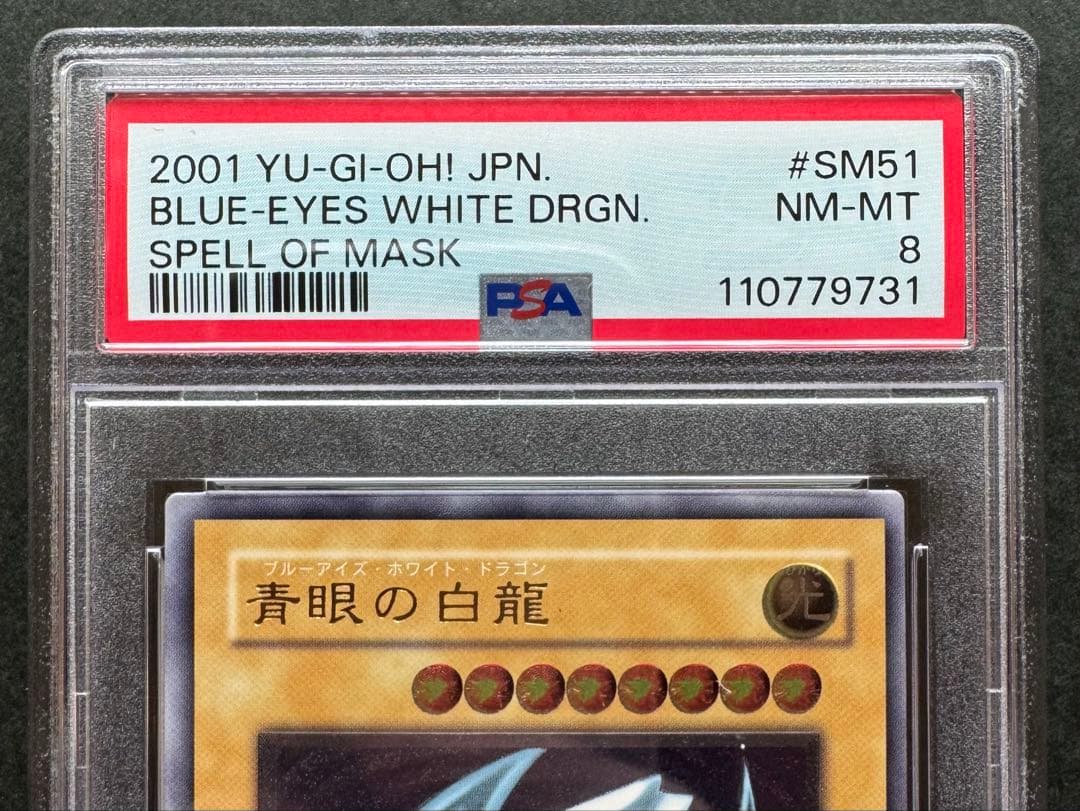 2001 YU-GI-OH! JPN. #SM51
BLUE-EYES WHITE DRGN. NM-MT
SPELL OF MASK 8
PSA 110779731
ブルーアイズ・ホワイト・ドラゴン
青眼の白龍
光